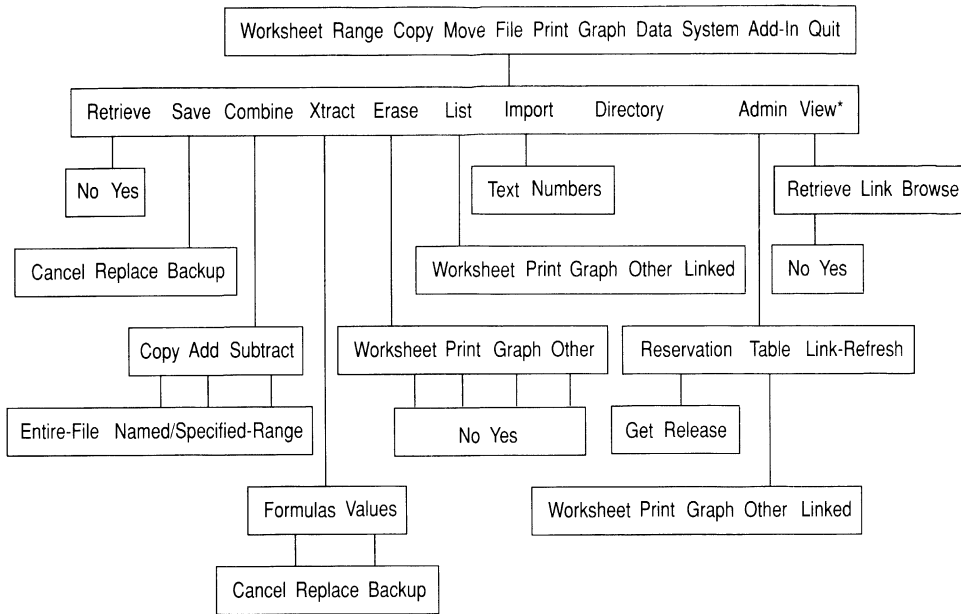 Worksheet Range Copy Move File Print Graph Data System Add-In Quit
Retrieve Save Combine Xtract Erase List Import Directory Admin View*
No Yes
Text Numbers
Retrieve Link Browse
Cancel Replace Backup
Worksheet Print Graph Other Linked
No Yes
Copy Add Subtract
Worksheet Print Graph Other
Reservation Table Link-Refresh
Entire-File Named/Specified-Range
No Yes
Get Release
Formulas Values
Worksheet Print Graph Other Linked
Cancel Replace Backup